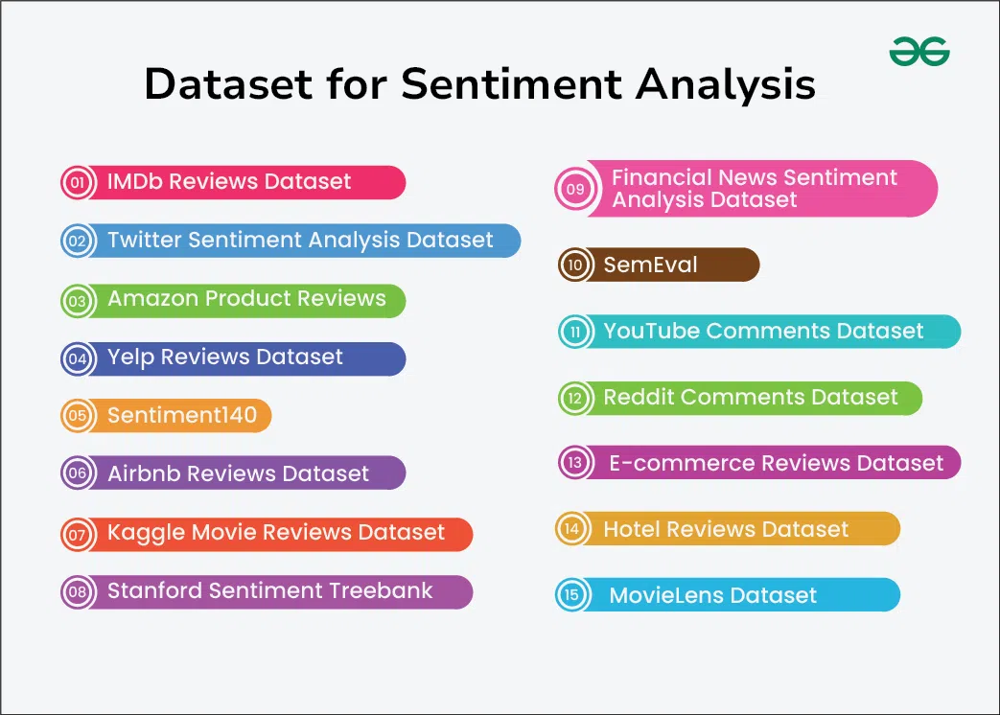 Dataset for Sentiment Analysis
01 IMDb Reviews Dataset
02 Twitter Sentiment Analysis Dataset
03 Amazon Product Reviews
04 Yelp Reviews Dataset
05 Sentiment140
06 Airbnb Reviews Dataset
07 Kaggle Movie Reviews Dataset
08 Stanford Sentiment Treebank
09 Financial News Sentiment
Analysis Dataset
10 SemEval
11 YouTube Comments Dataset
12 Reddit Comments Dataset
13 E-commerce Reviews Dataset
14 Hotel Reviews Dataset
15 MovieLens Dataset